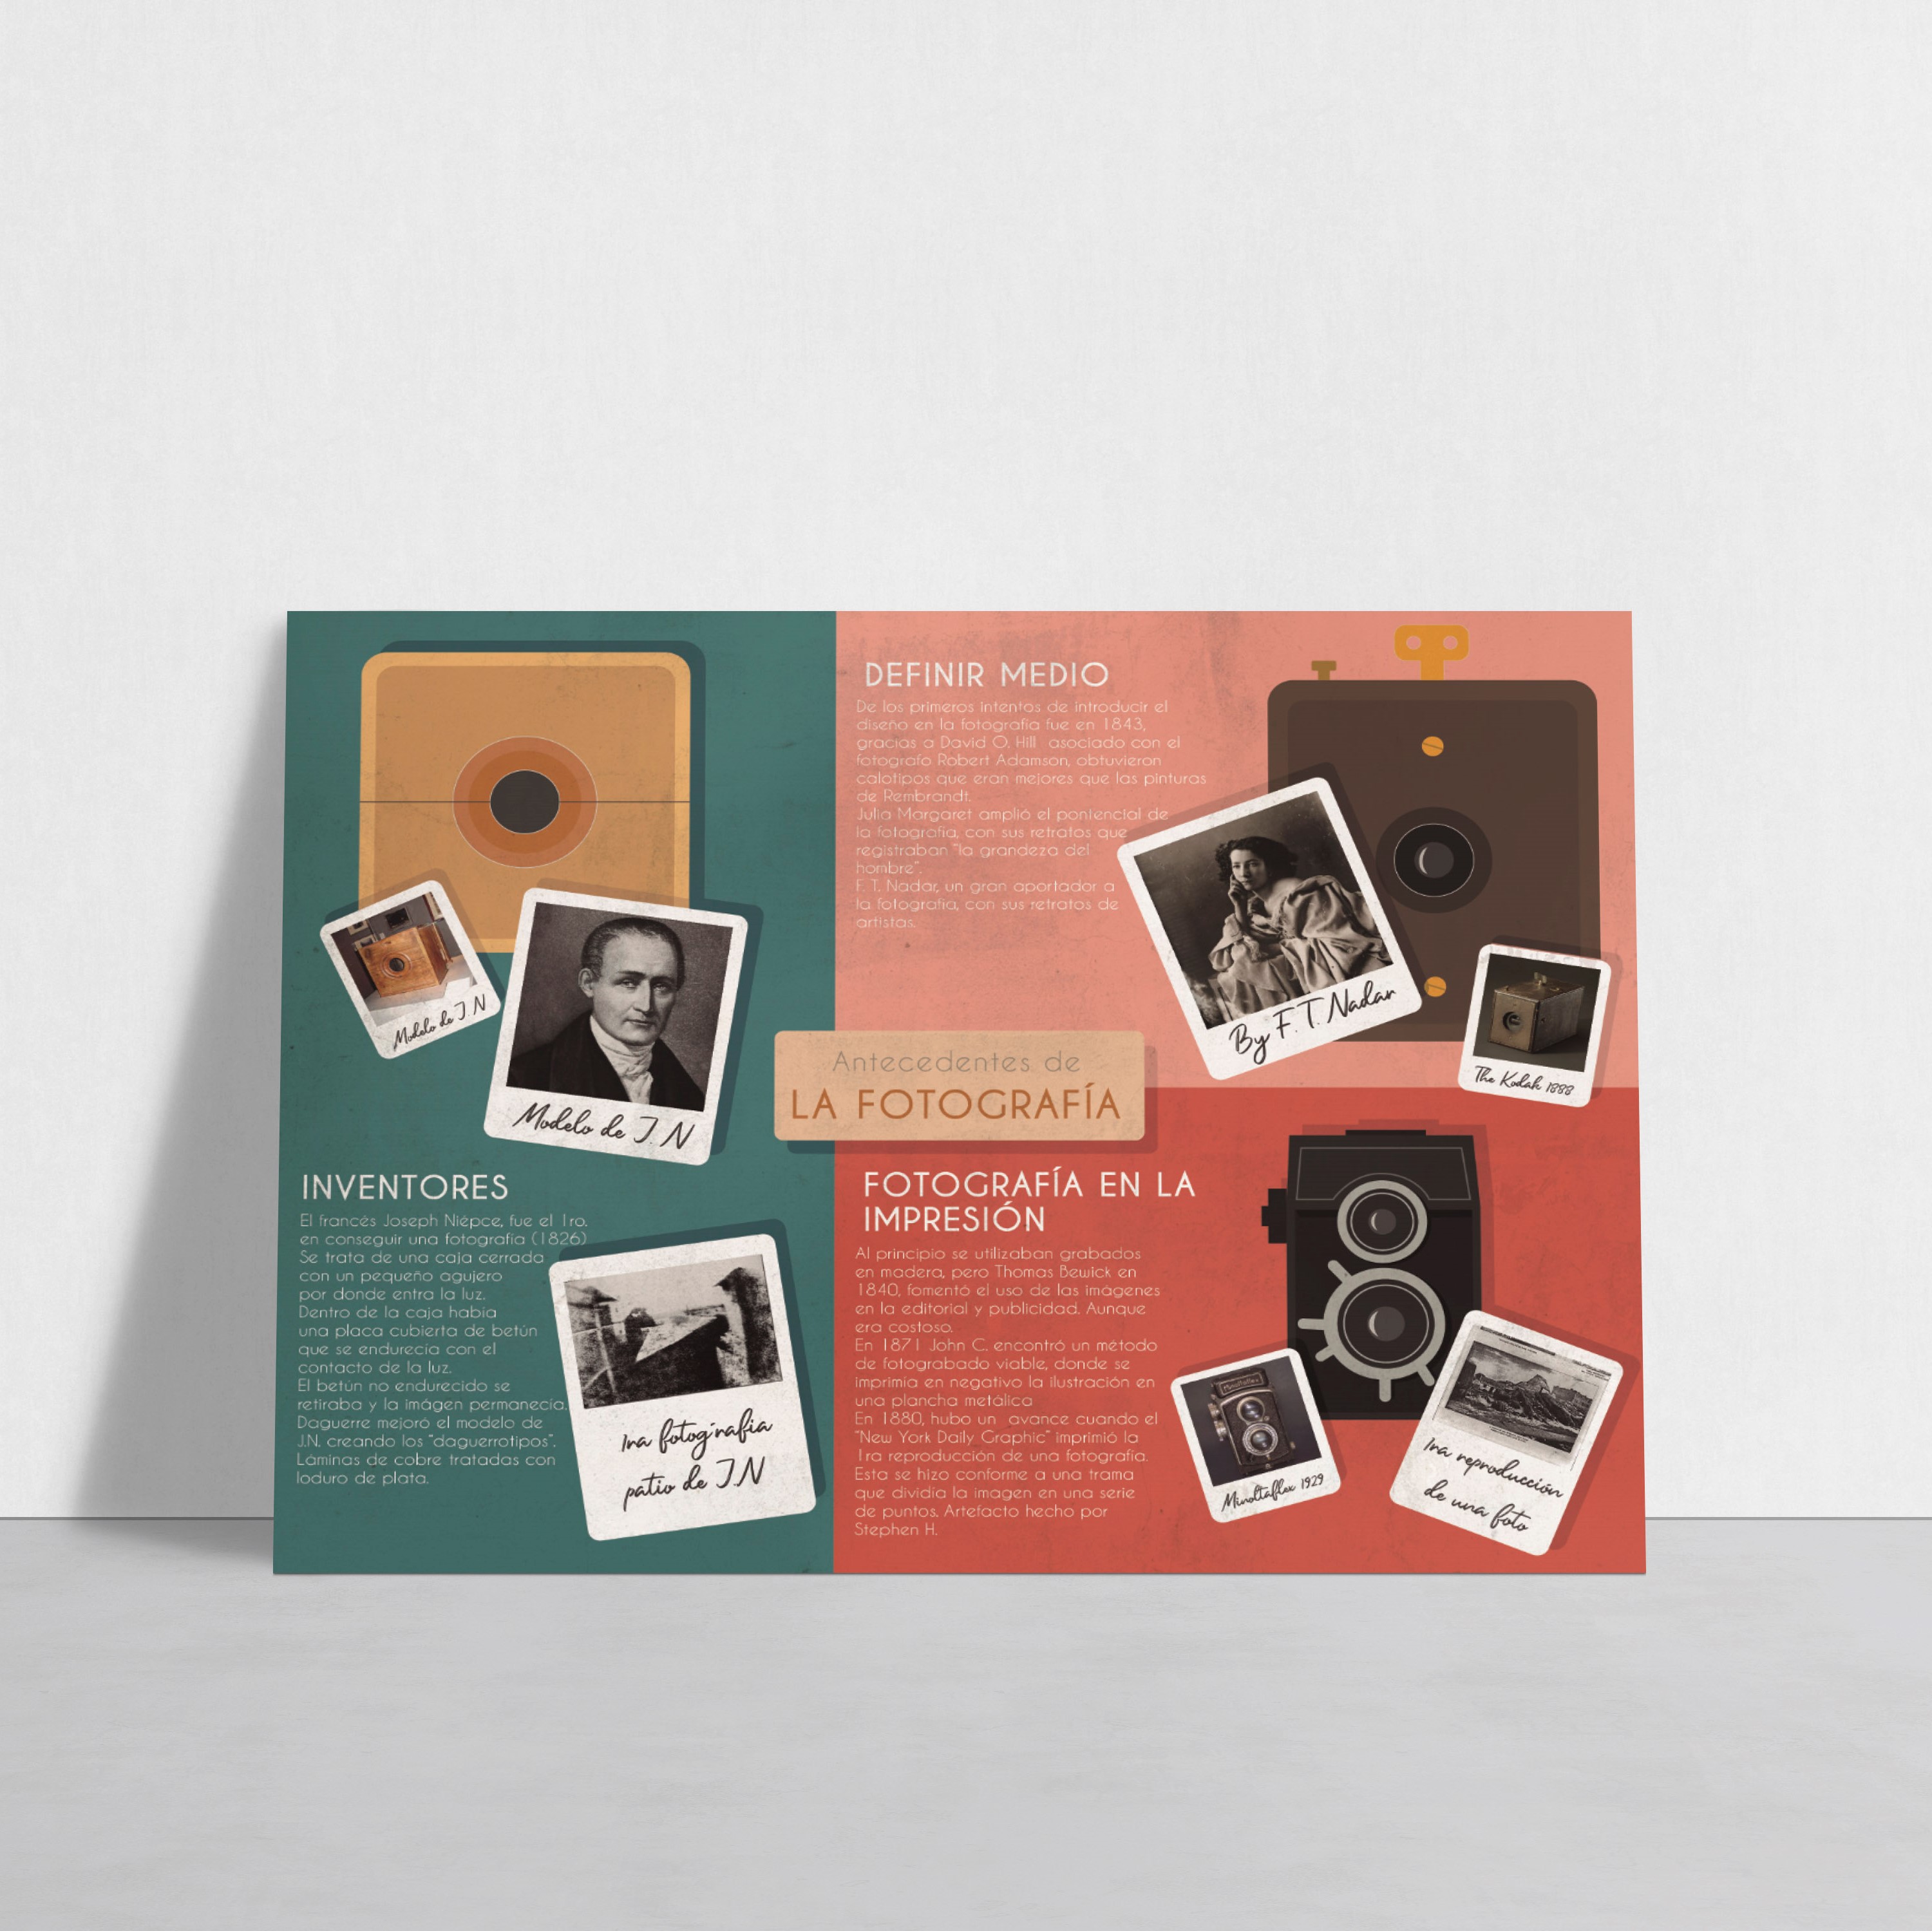 Antecedentes de
LA FOTOGRAFÍA
Modelo de J.N
Modelo de J.N
INVENTORES
El francés Joseph Niépce, fue el 1ro.
en conseguir una fotografía (1826)
Se trata de una caja cerrada
con un pequeño agujero
por donde entra la luz.
Dentro de la caja había
una placa cubierta de betún
que se endurecía con el
contacto de la luz.
El betún no endurecido se
retiraba y la imágen permanecía.
Daguerre mejoró el modelo de
J.N. creando los "daguerrotipos".
Láminas de cobre tratadas con
Ioduro de plata.
1ra fotografía
patio de J.N
DEFINIR MEDIO
De los primeros intentos de introducir el
diseño en la fotografía fue en 1843,
gracias a David O. Hill asociado con el
fotógrafo Robert Adamson, obtuvieron
calotipos que eran mejores que las pinturas
de Rembrandt.
Julia Margaret amplió el pontencial de
la fotografía, con sus retratos que
registraban "la grandeza del
hombre".
F. T. Nadar, un gran aportador a
la fotografía, con sus retratos de
artistas.
By F. T. Nadar
The Kodak 1888
FOTOGRAFÍA EN LA
IMPRESIÓN
Al principio se utilizaban grabados
en madera, pero Thomas Bewick en
1840, fomentó el uso de las imágenes
en la editorial y publicidad. Aunque
era costoso.
En 1871 John C. encontró un método
de fotograbado viable, donde se
imprimía en negativo la ilustración en
una plancha metálica
En 1880, hubo un avance cuando el
"New York Daily Graphic" imprimió la
1ra reproducción de una fotografía.
Esta se hizo conforme a una trama
que dividía la imagen en una serie
de puntos. Artefacto hecho por
Stephen H.
Minoltaflex
Minoltaflex 1929
1ra reproducción
de una foto